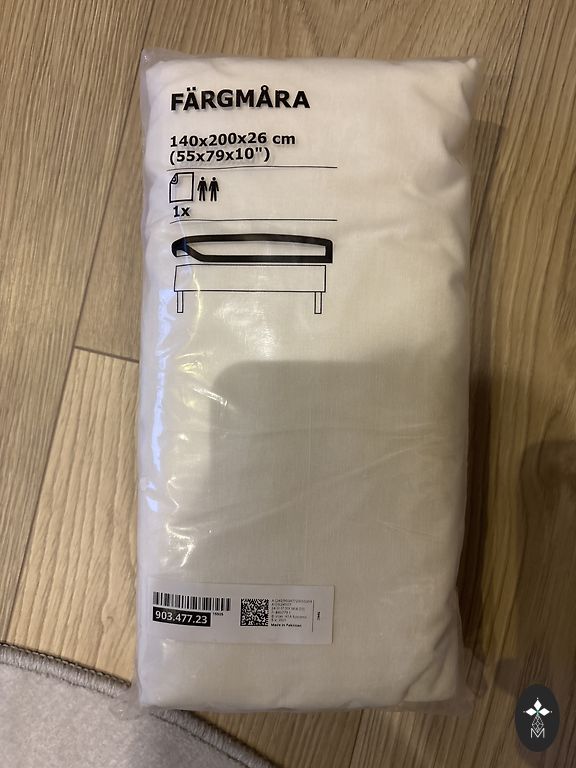 FÄRGMÅRA
140x200x26 cm
(55x79x10")
1x
903.477.23
Made in Pakistan
M